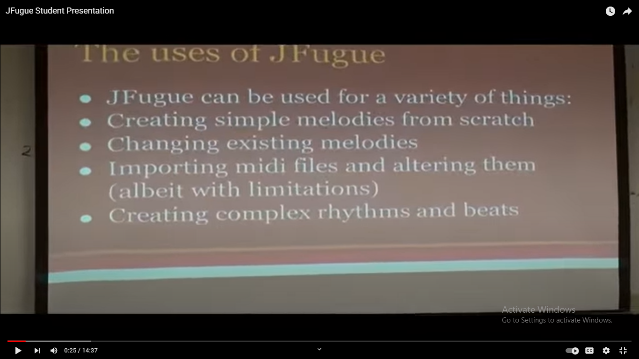 JFugue Student Presentation
The uses of JFugue
JFugue can be used for a variety of things:
Creating simple melodies from scratch
Changing existing melodies
Importing midi files and altering them
(albeit with limitations)
Creating complex rhythms and beats
2
Activate Windows
Go to Settings to activate Windows.
0:25 / 14:37